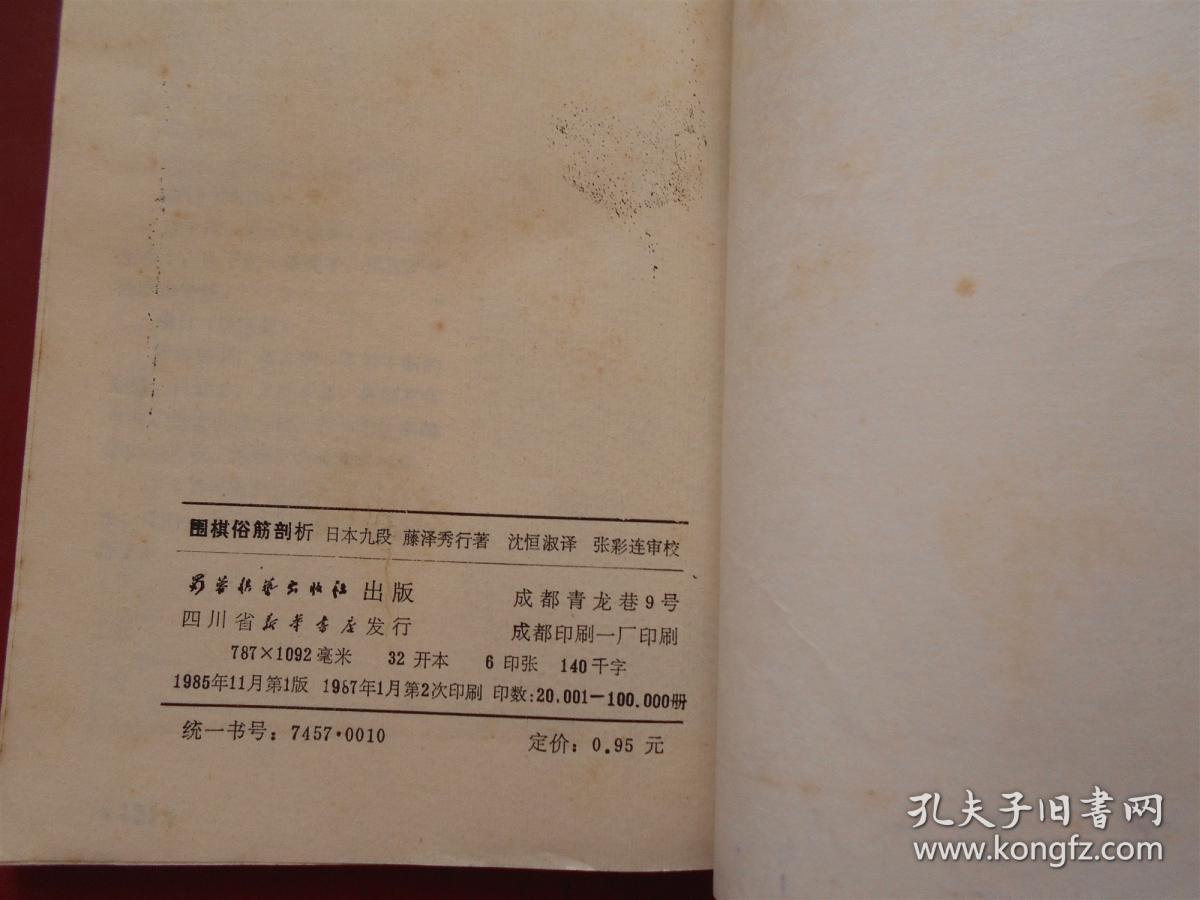 围棋俗筋剖析 日本九段 藤泽秀行著 沈恒淑译 张彩连审校
蜀蓉棋艺出版社 出版 成都青龙巷9号
四川省新华书店发行 成都印刷一厂印刷
787×1092毫米 32开本 6印张 140千字
1985年11月第1版 1987年1月第2次印刷 印数:20.001—100.000册
统一书号：7457·0010 定价：0.95元
孔夫子旧书网
www.kongfz.com